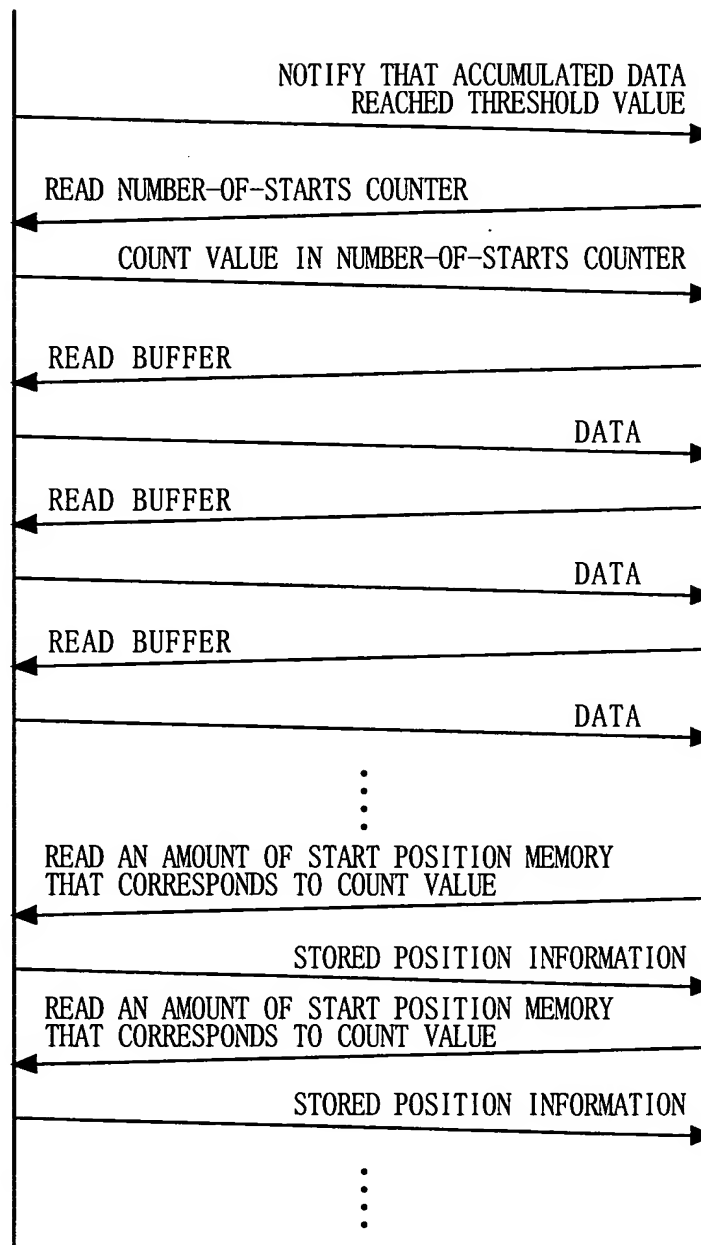 NOTIFY THAT ACCUMULATED DATA
REACHED THRESHOLD VALUE
READ NUMBER-OF-STARTS COUNTER
COUNT VALUE IN NUMBER-OF-STARTS COUNTER
READ BUFFER
DATA
READ BUFFER
DATA
READ BUFFER
DATA
READ AN AMOUNT OF START POSITION MEMORY
THAT CORRESPONDS TO COUNT VALUE
STORED POSITION INFORMATION
READ AN AMOUNT OF START POSITION MEMORY
THAT CORRESPONDS TO COUNT VALUE
STORED POSITION INFORMATION